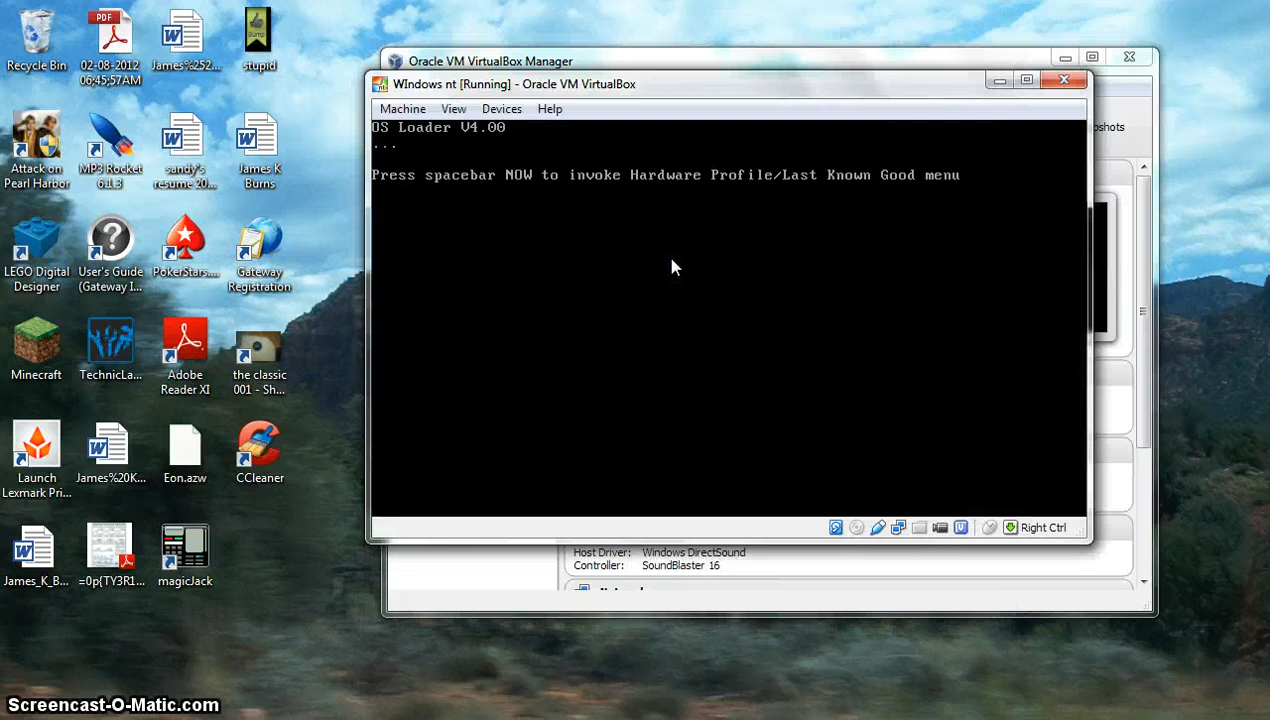 Oracle VM VirtualBox Manager
WIndows nt [Running] - Oracle VM VirtualBox
Machine View Devices Help
OS Loader V4.00
...
Press spacebar NOW to invoke Hardware Profile/Last Known Good menu
Right Ctrl
pshots
Host Driver: Windows DirectSound
Controller: SoundBlaster 16
Recycle Bin
PDF
02-08-2012
06;45;57AM
James%252...
Bump
stupid
Attack on
Pearl Harbor
MP3 Rocket
6.1.3
sandy's
resume 20...
James K
Burns
LEGO Digital
Designer
User's Guide
(Gateway I...
PokerStars....
Gateway
Registration
Minecraft
TechnicLa...
Adobe
Reader XI
the classic
001 - Sh...
Launch
Lexmark Pri...
James%20K...
Eon.azw
CCleaner
James_K_B...
=0p{TY3R1...
magicJack
Screencast-O-Matic.com